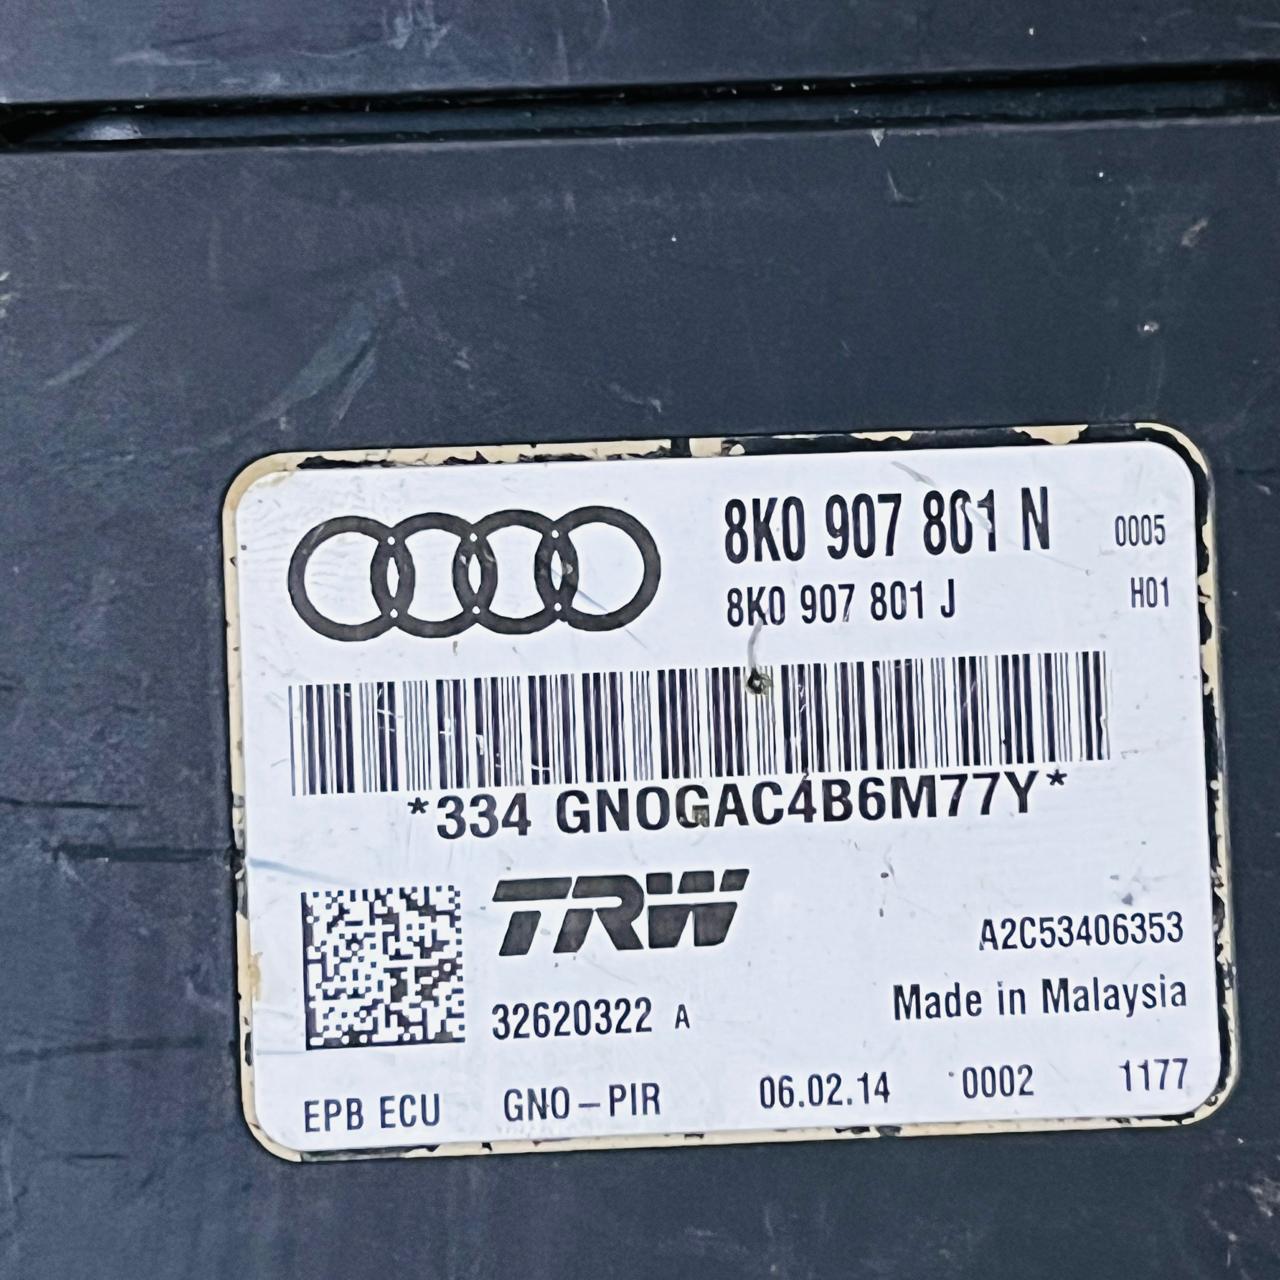 8K0 907 801 N 0005
8K0 907 801 J H01
*334 GNOGAC4B6M77Y*
TRW
A2C53406353
32620322 A
Made in Malaysia
EPB ECU GNO-PIR 06.02.14 0002 1177